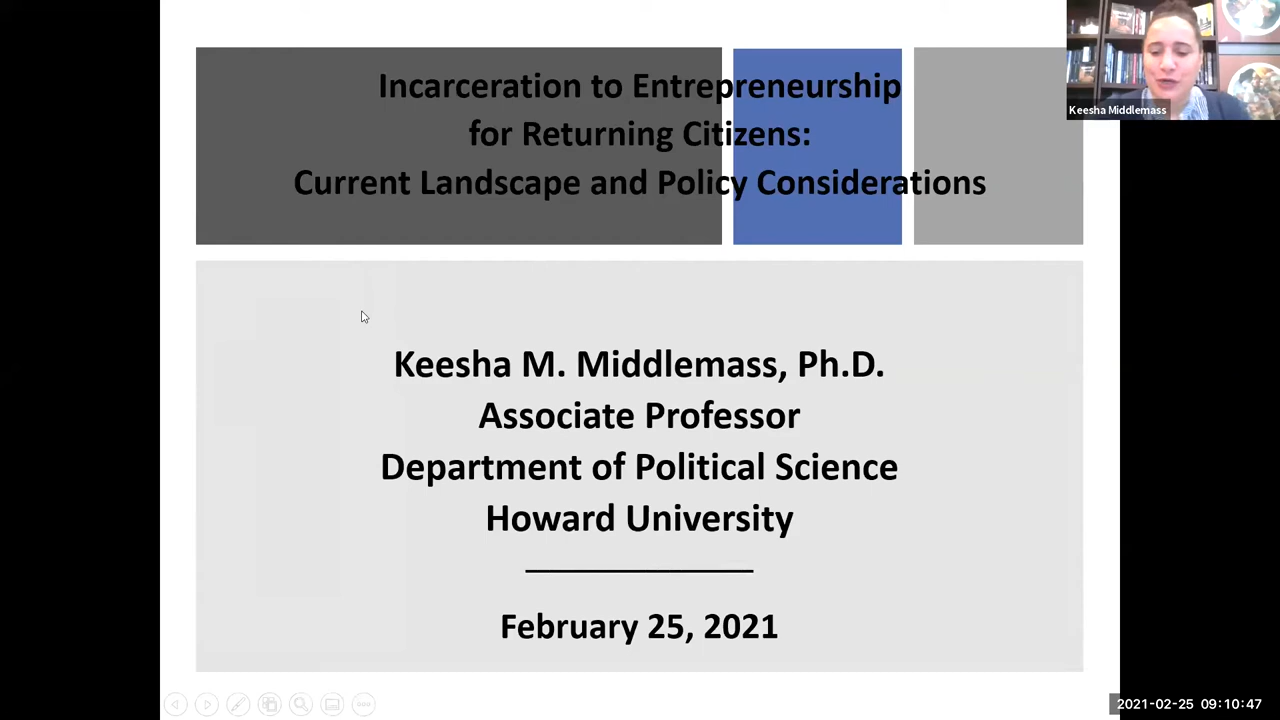 Incarceration to Entrepreneurship
for Returning Citizens:
Current Landscape and Policy Considerations
Keesha Middlemass
Keesha M. Middlemass, Ph.D.
Associate Professor
Department of Political Science
Howard University
February 25, 2021
2021-02-25 09:10:47